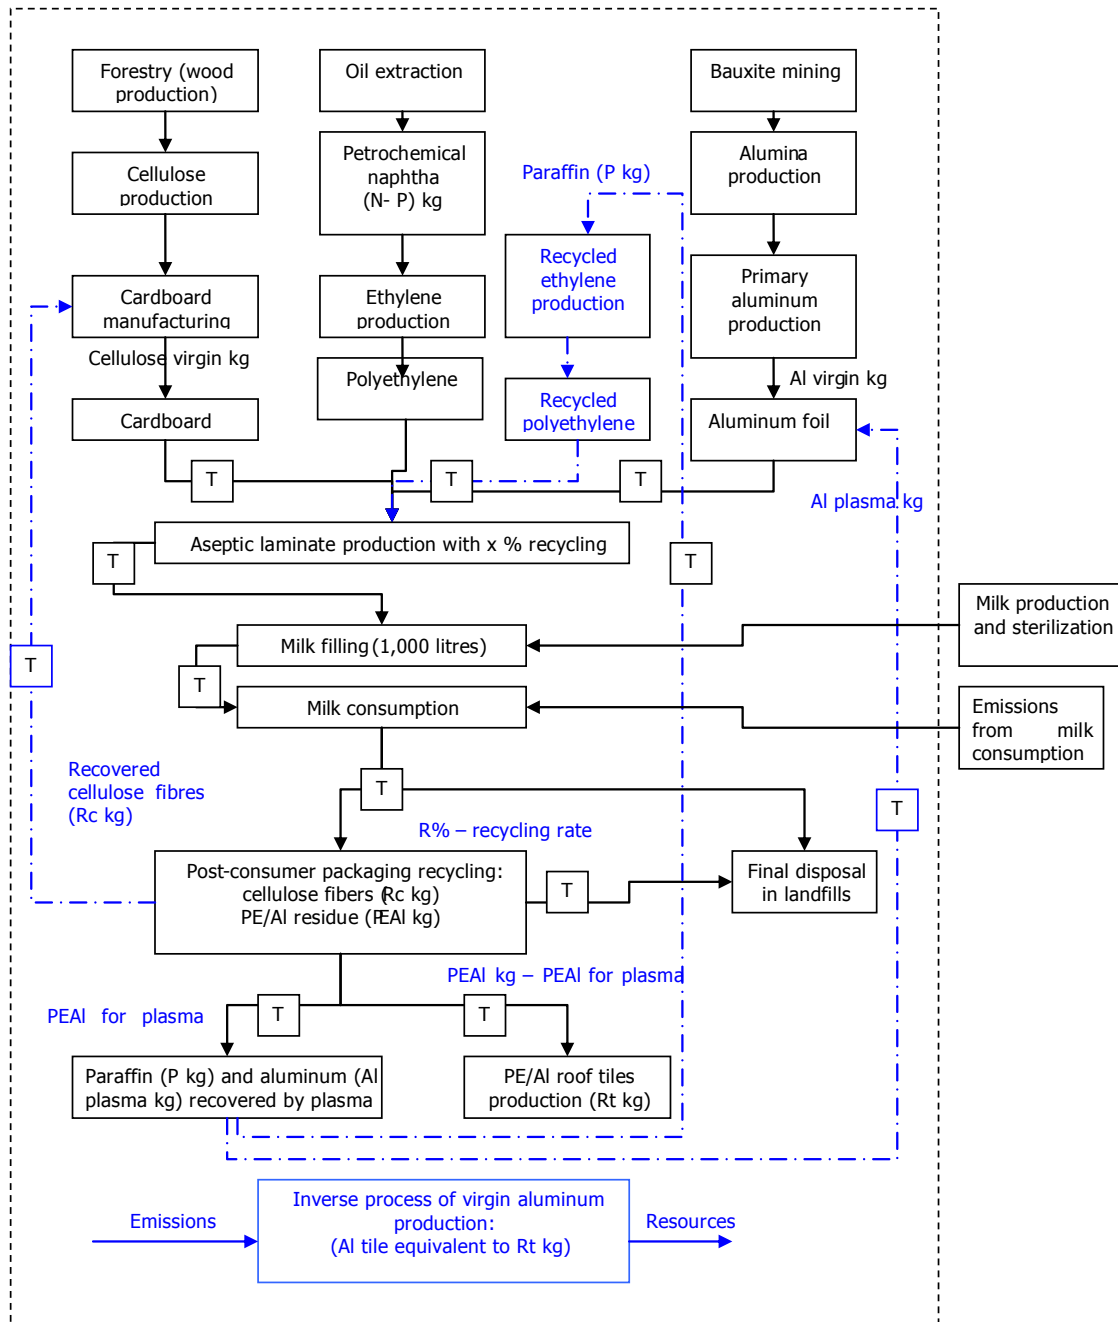 Forestry (wood
production)
Oil extraction
Bauxite mining
Cellulose
production
Petrochemical
naphtha
(N- P) kg
Paraffin (P kg)
Alumina
production
Cardboard
manufacturing
Ethylene
production
Recycled
ethylene
production
Primary
aluminum
production
Cellulose virgin kg
Polyethylene
Al virgin kg
Cardboard
Recycled
polyethylene
Aluminum foil
T
T
T
Al plasma kg
Aseptic laminate production with x % recycling
T
T
Milk production
and sterilization
Milk filling (1,000 litres)
T
T
Milk consumption
Emissions
from milk
consumption
Recovered
cellulose fibres
(Rc kg)
T
T
R% – recycling rate
Post-consumer packaging recycling:
cellulose fibers (Rc kg)
PE/Al residue (PEAl kg)
T
Final disposal
in landfills
PEAl kg – PEAl for plasma
PEAl for plasma
T
T
Paraffin (P kg) and aluminum (Al
plasma kg) recovered by plasma
PE/Al roof tiles
production (Rt kg)
Inverse process of virgin aluminum
production:
(Al tile equivalent to Rt kg)
Emissions
Resources